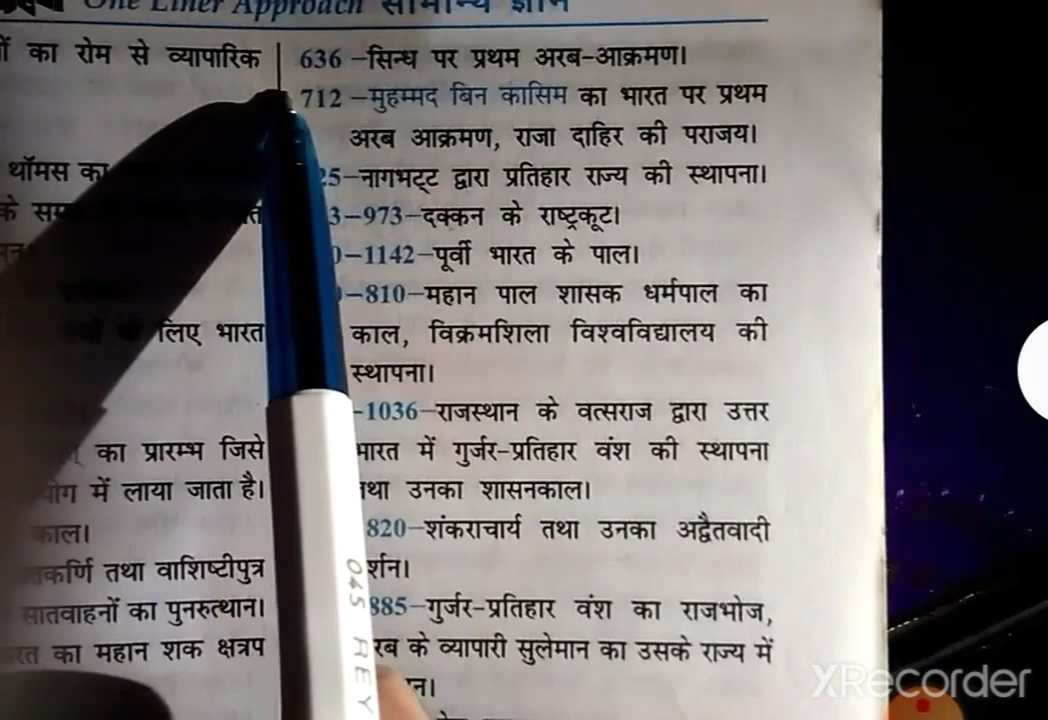 One Liner Approach सामान्य ज्ञान
का रोम से व्यापारिक
थॉमस का
के
लिए भारत
का प्रारम्भ जिसे
में लाया जाता है।
काल।
तथा वाशिष्टीपुत्र
सातवाहनों का पुनरुत्थान।
का महान शक क्षत्रप
636 –सिन्ध पर प्रथम अरब-आक्रमण।
712 –मुहम्मद बिन कासिम का भारत पर प्रथम
अरब आक्रमण, राजा दाहिर की पराजय।
25–नागभट्ट द्वारा प्रतिहार राज्य की स्थापना।
3–973–दक्कन के राष्ट्रकूट।
–1142–पूर्वी भारत के पाल।
–810–महान पाल शासक धर्मपाल का
काल, विक्रमशिला विश्वविद्यालय की
स्थापना।
-1036–राजस्थान के वत्सराज द्वारा उत्तर
भारत में गुर्जर-प्रतिहार वंश की स्थापना
तथा उनका शासनकाल।
820–शंकराचार्य तथा उनका अद्वैतवादी
र्शन।
885–गुर्जर-प्रतिहार वंश का राजभोज,
रब के व्यापारी सुलेमान का उसके राज्य में
न।
045 REY
XRecorder